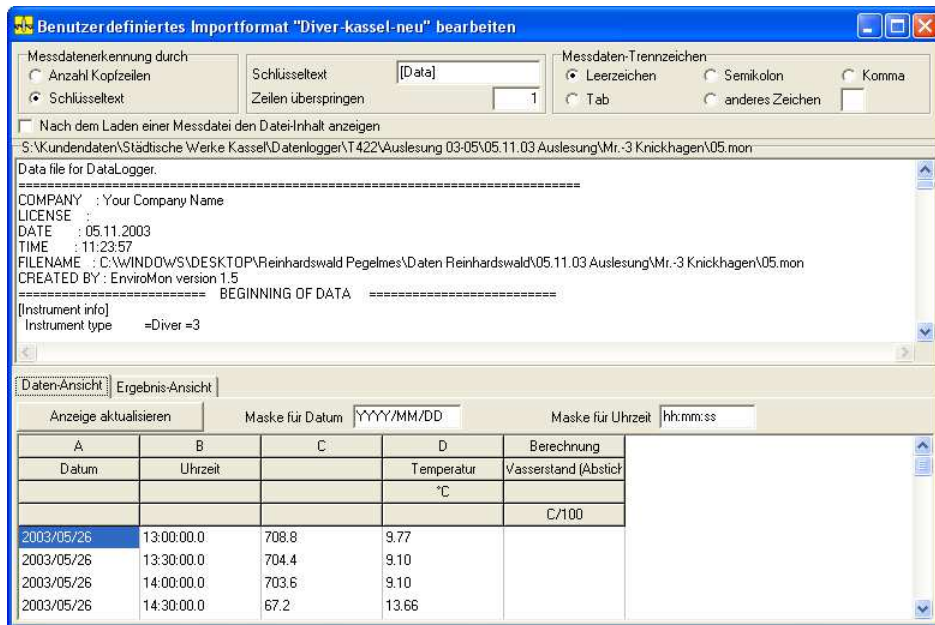 Benutzerdefiniertes Importformat "Diver-kassel-neu" bearbeiten
Messdatenerkennung durch
Anzahl Kopfzeilen
Schlüsseltext
Schlüsseltext [Data]
Zeilen überspringen 1
Messdaten-Trennzeichen
Leerzeichen Semikolon Komma
Tab anderes Zeichen
Nach dem Laden einer Messdatei den Datei-Inhalt anzeigen
S:\Kundendaten\Städtische Werke Kassel\Datenlogger\T422\Auslesung 03-05\05.11.03 Auslesung\Mr.-3 Knickhagen\05.mon
Data file for DataLogger.
==============================================================================
COMPANY : Your Company Name
LICENSE :
DATE : 05.11.2003
TIME : 11:23:57
FILENAME : C:\WINDOWS\DESKTOP\Reinhardswald Pegelmes\Daten Reinhardswald\05.11.03 Auslesung\Mr.-3 Knickhagen\05.mon
CREATED BY : EnviroMon version 1.5
========================== BEGINNING OF DATA ==========================
[Instrument info]
Instrument type =Diver =3
Daten-Ansicht Ergebnis-Ansicht
Anzeige aktualisieren Maske für Datum YYYY/MM/DD Maske für Uhrzeit hh:mm:ss
A B C D Berechnung
Datum Uhrzeit Temperatur Wasserstand (Abstich
°C
C/100
2003/05/26 13:00:00.0 708.8 9.77
2003/05/26 13:30:00.0 704.4 9.10
2003/05/26 14:00:00.0 703.6 9.10
2003/05/26 14:30:00.0 67.2 13.66